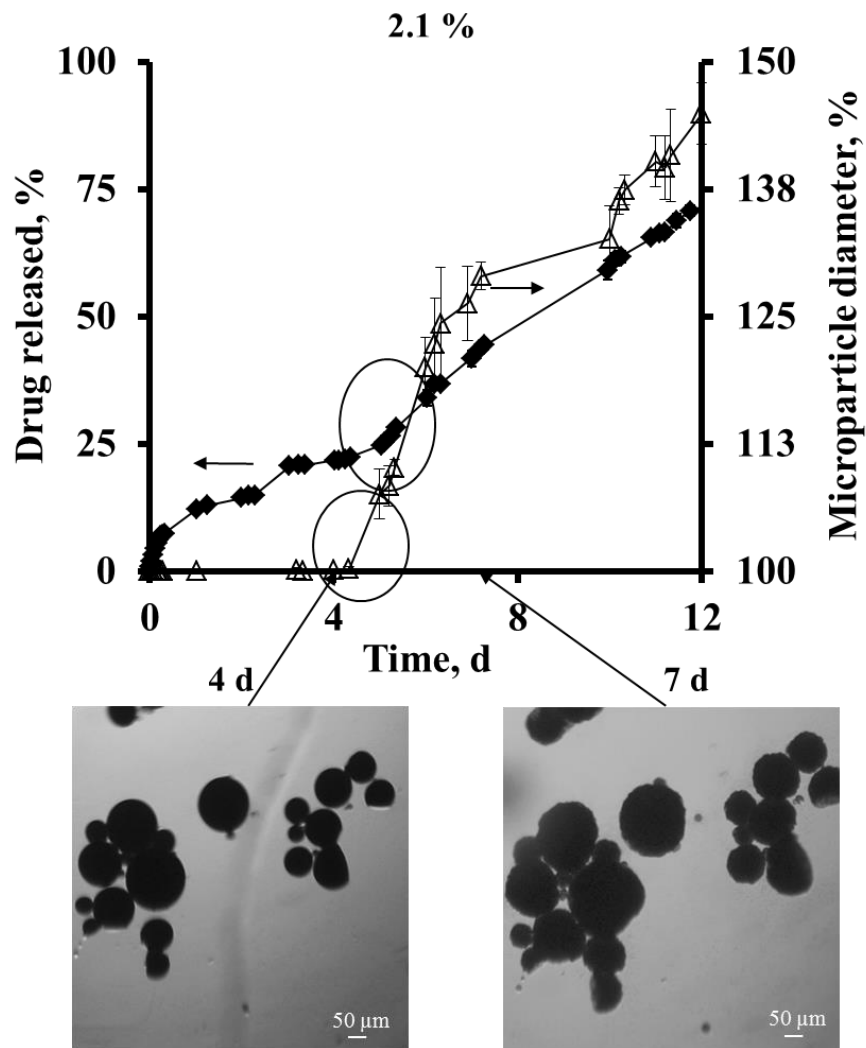 2.1 %
100
75
50
25
0
Drug released, %
150
138
125
113
100
Microparticle diameter, %
0
4
8
12
Time, d
4 d
7 d
50 µm
50 µm